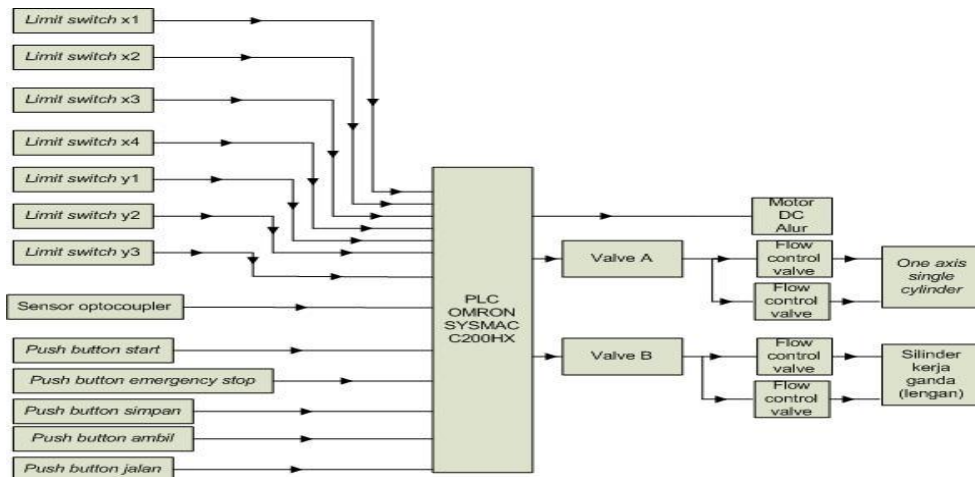 Limit switch x1
Limit switch x2
Limit switch x3
Limit switch x4
Limit switch y1
Limit switch y2
Limit switch y3
Sensor optocoupler
Push button start
Push button emergency stop
Push button simpan
Push button ambil
Push button jalan
PLC
OMRON
SYSMAC
C200HX
Motor
DC
Alur
Valve A
Flow
control
valve
Flow
control
valve
One axis
single
cylinder
Valve B
Flow
control
valve
Flow
control
valve
Silinder
kerja
ganda
(lengan)